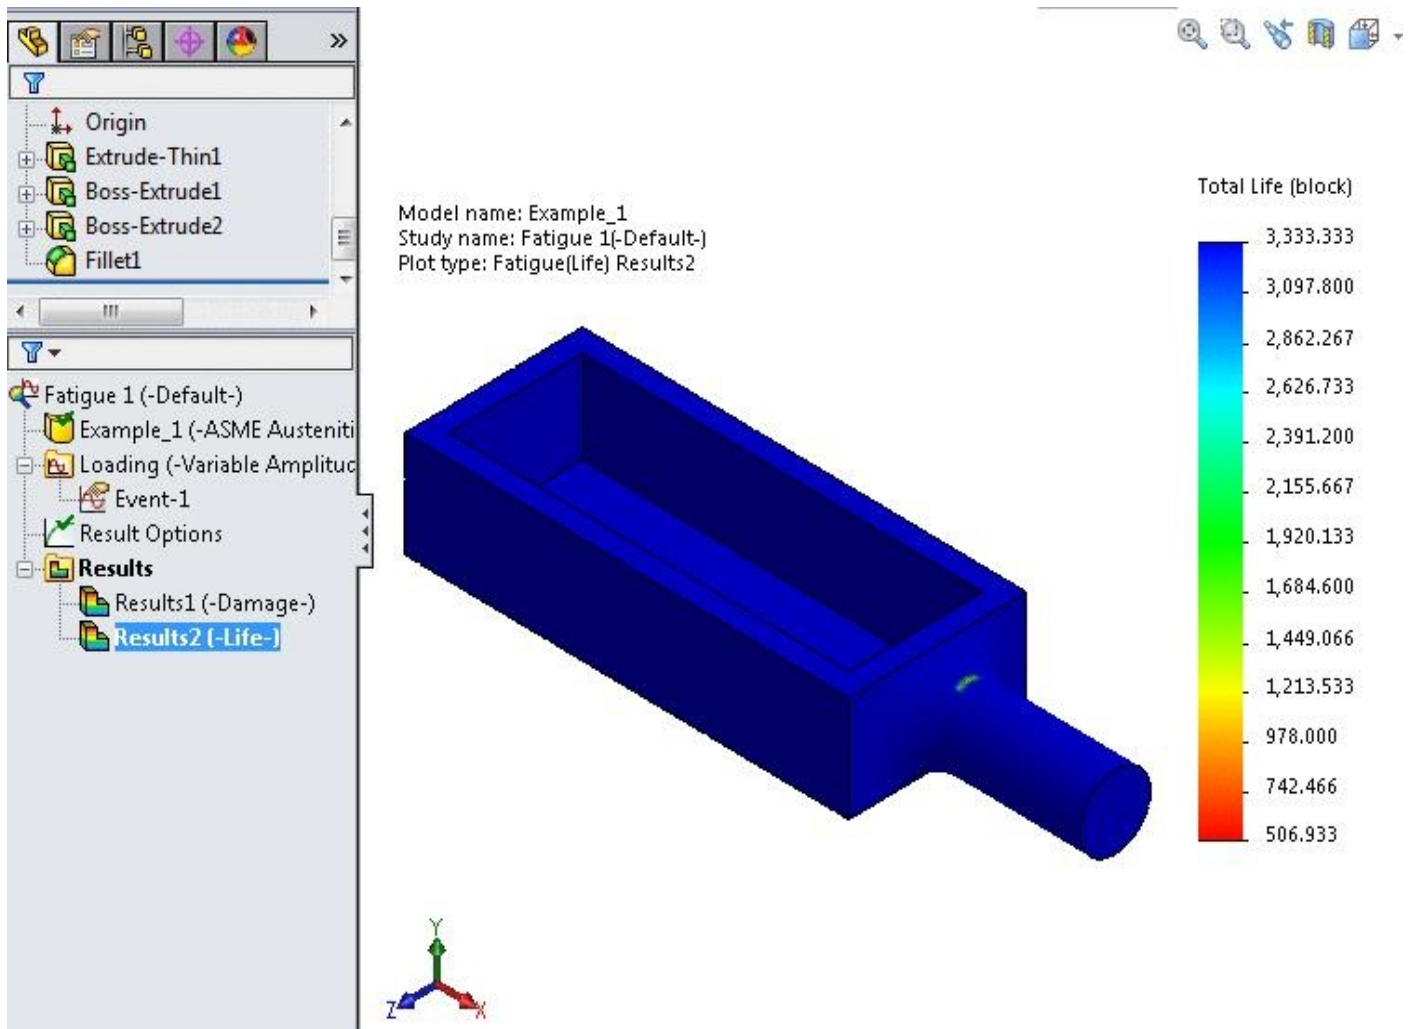 Origin
Extrude-Thin1
Boss-Extrude1
Boss-Extrude2
Fillet1
Fatigue 1 (-Default-)
Example_1 (-ASME Austeniti
Loading (-Variable Amplituc
Event-1
Result Options
Results
Results1 (-Damage-)
Results2 (-Life-)
Model name: Example_1
Study name: Fatigue 1(-Default-)
Plot type: Fatigue(Life) Results2
Total Life (block)
3,333.333
3,097.800
2,862.267
2,626.733
2,391.200
2,155.667
1,920.133
1,684.600
1,449.066
1,213.533
978.000
742.466
506.933
Y
Z
X